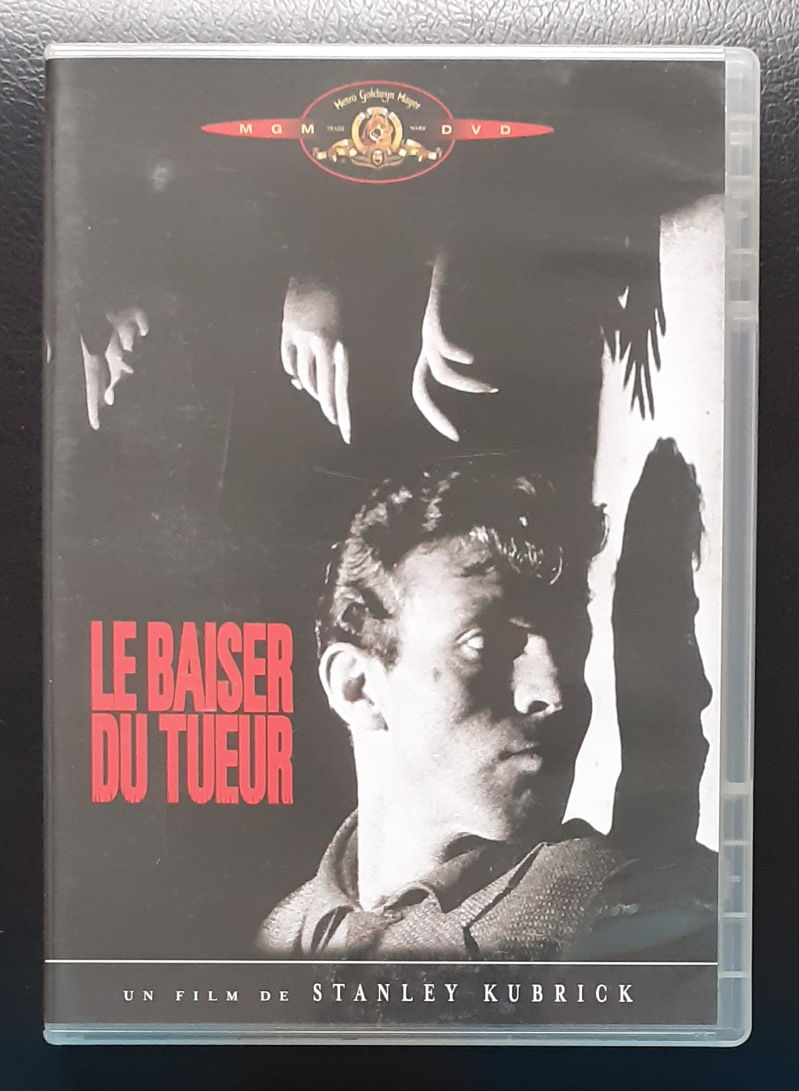 Metro Goldwyn Mayer
MGM TRADE MARK DVD
LE BAISER
DU TUEUR
UN FILM DE STANLEY KUBRICK